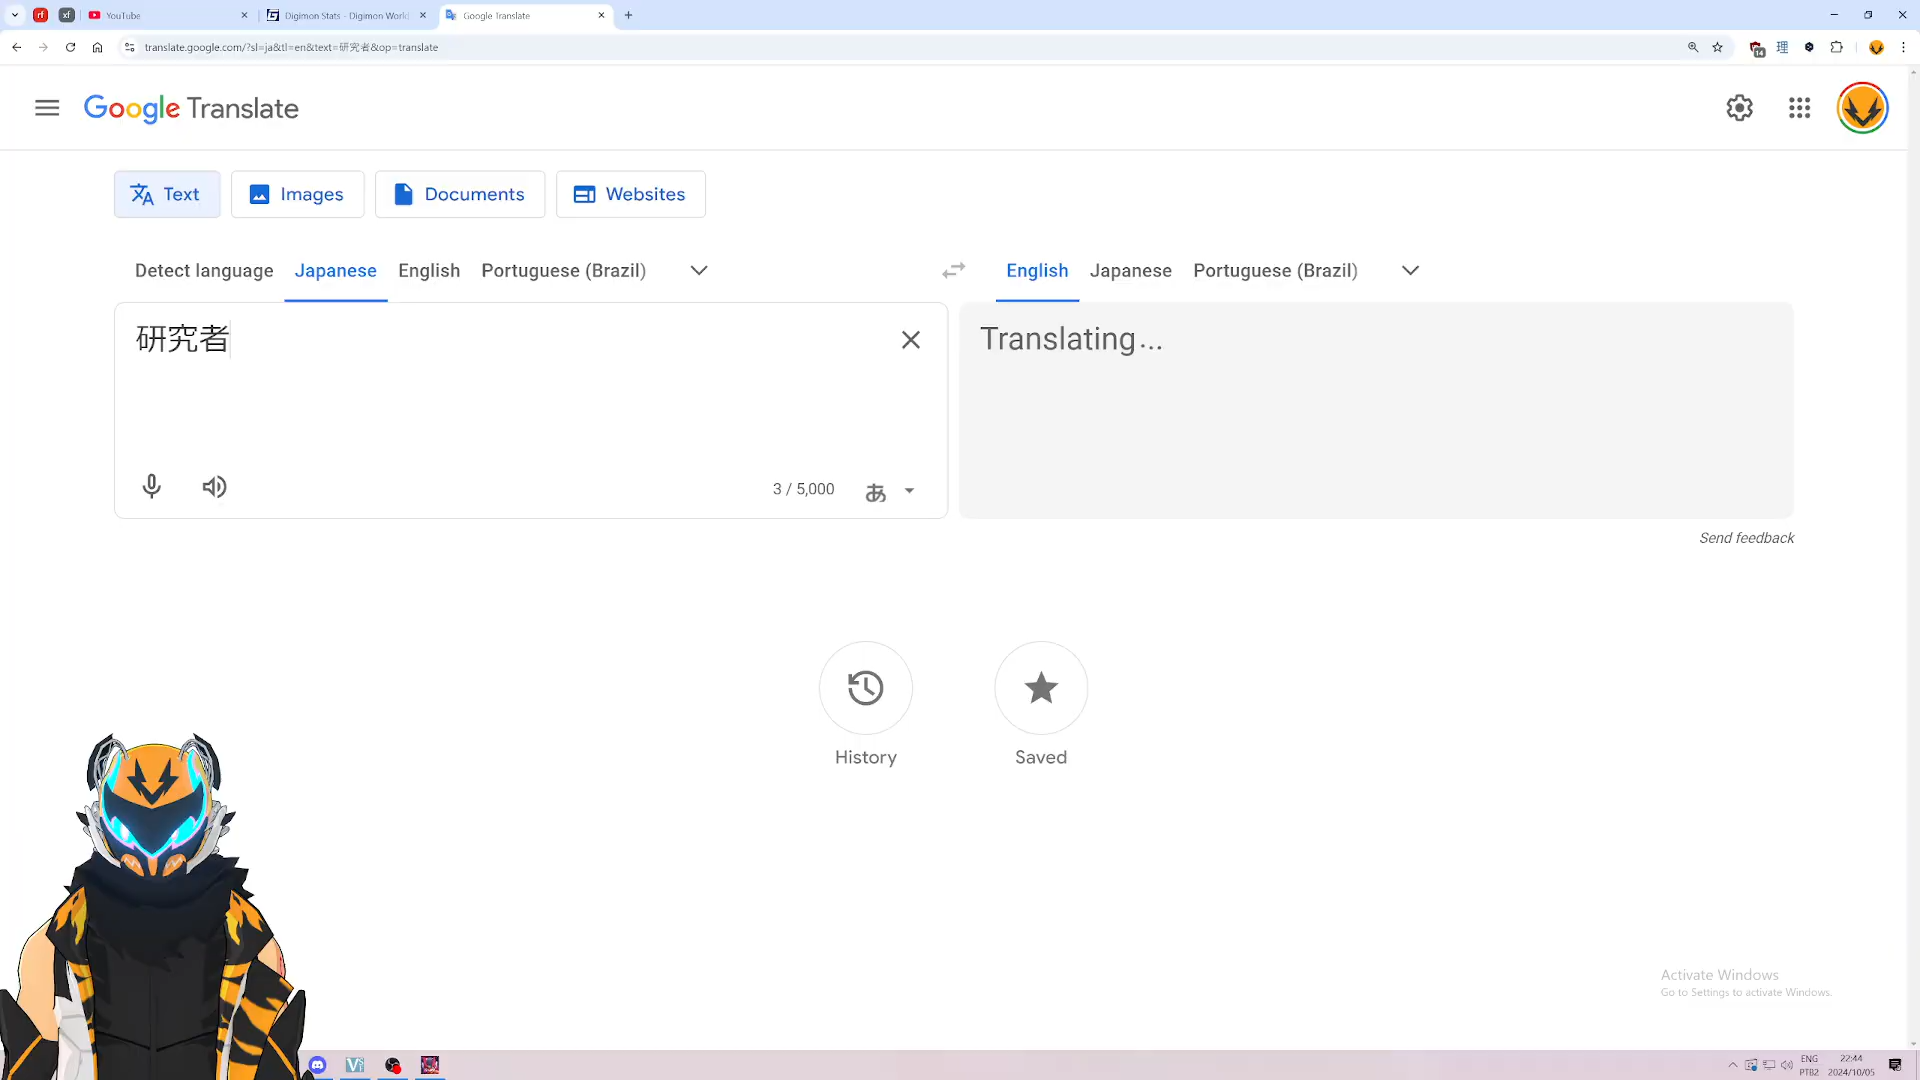 YouTube
Digimon Stats - Digimon World
Google Translate
translate.google.com/?sl=ja&tl=en&text=研究者&op=translate
14
理
Google Translate
Text
Images
Documents
Websites
Detect language
Japanese
English
Portuguese (Brazil)
English
Japanese
Portuguese (Brazil)
研究者
Translating...
3 / 5,000
あ
Send feedback
History
Saved
Activate Windows
Go to Settings to activate Windows.
ENG
PTB2
22:44
2024/10/05